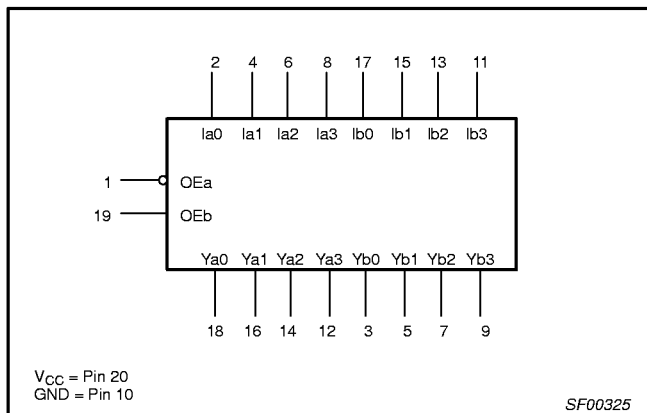 2 4 6 8 17 15 13 11
Ia0 Ia1 Ia2 Ia3 Ib0 Ib1 Ib2 Ib3
1 OEa
19 OEb
Ya0 Ya1 Ya2 Ya3 Yb0 Yb1 Yb2 Yb3
18 16 14 12 3 5 7 9
VCC = Pin 20
GND = Pin 10
SF00325